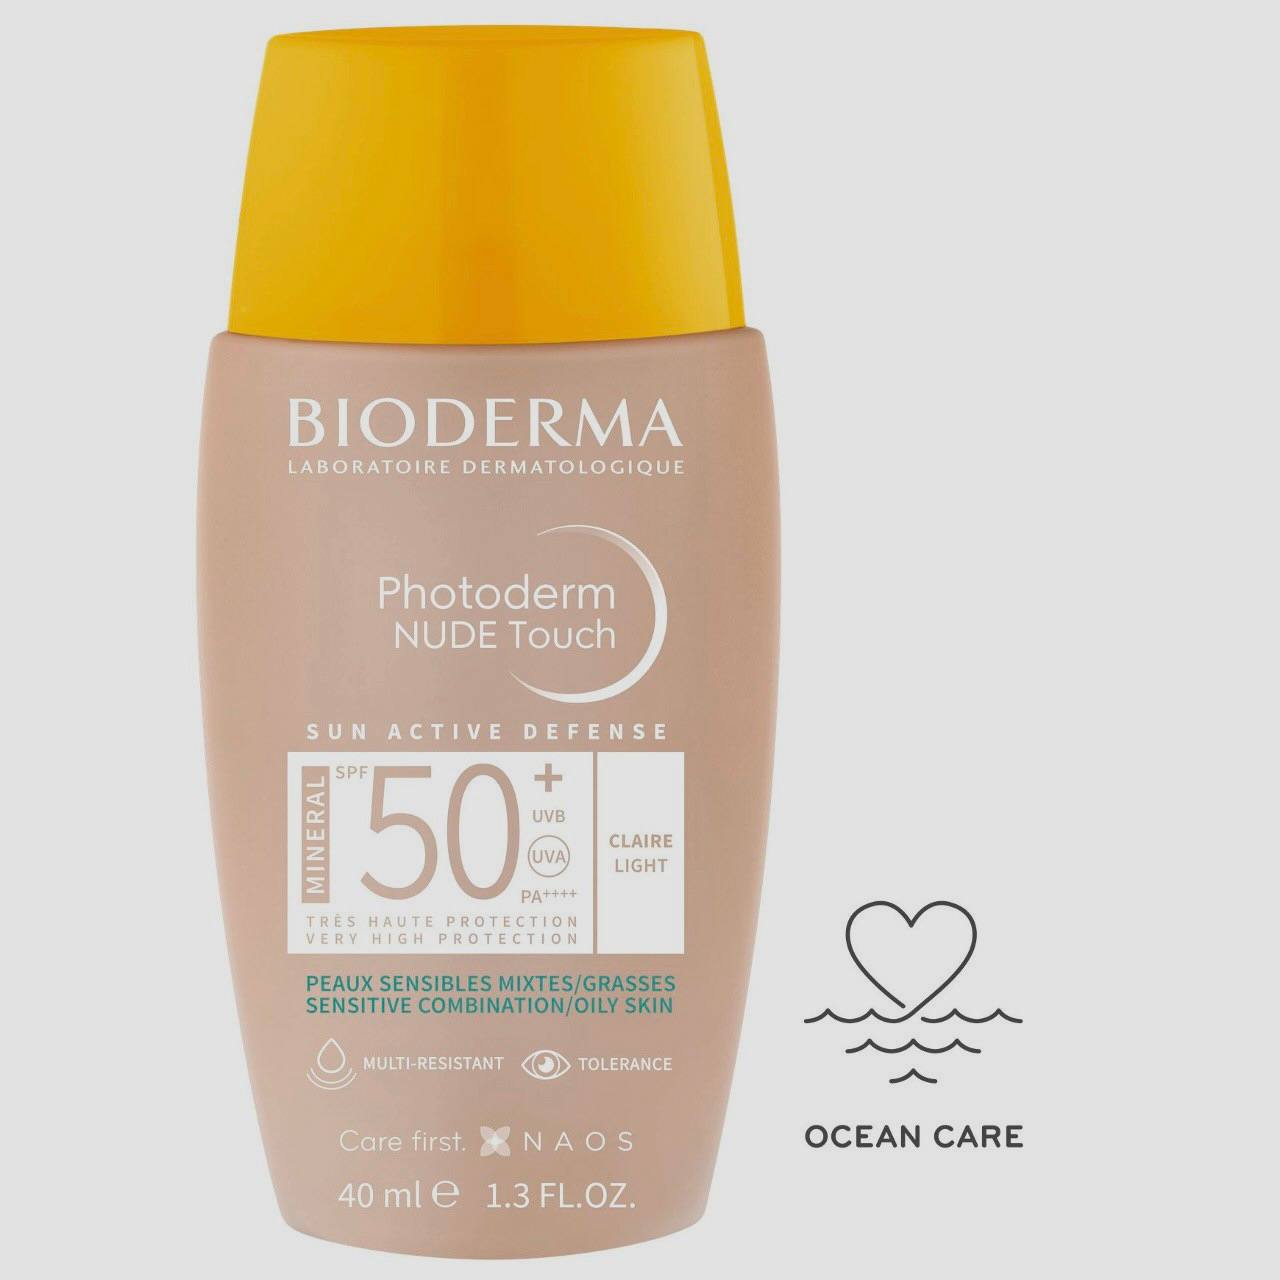 BIODERMA
LABORATOIRE DERMATOLOGIQUE
Photoderm
NUDE Touch
SUN ACTIVE DEFENSE
MINERAL
SPF 50+
UVB
UVA
PA++++
CLAIRE
LIGHT
TRÈS HAUTE PROTECTION
VERY HIGH PROTECTION
PEAUX SENSIBLES MIXTES/GRASSES
SENSITIVE COMBINATION/OILY SKIN
MULTI-RESISTANT TOLERANCE
Care first. NAOS
40 ml ℮ 1.3 FL.OZ.
OCEAN CARE